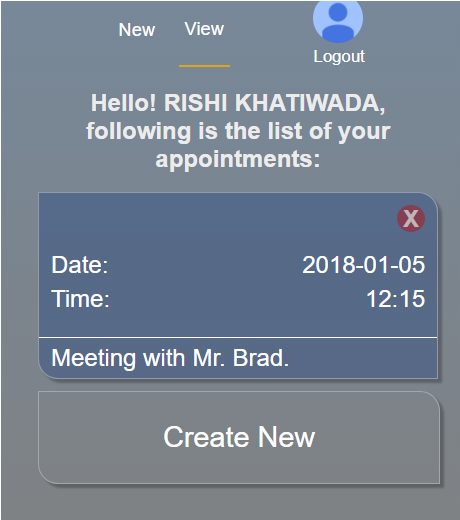 New View
Logout
Hello! RISHI KHATIWADA,
following is the list of your
appointments:
X
Date: 2018-01-05
Time: 12:15
Meeting with Mr. Brad.
Create New